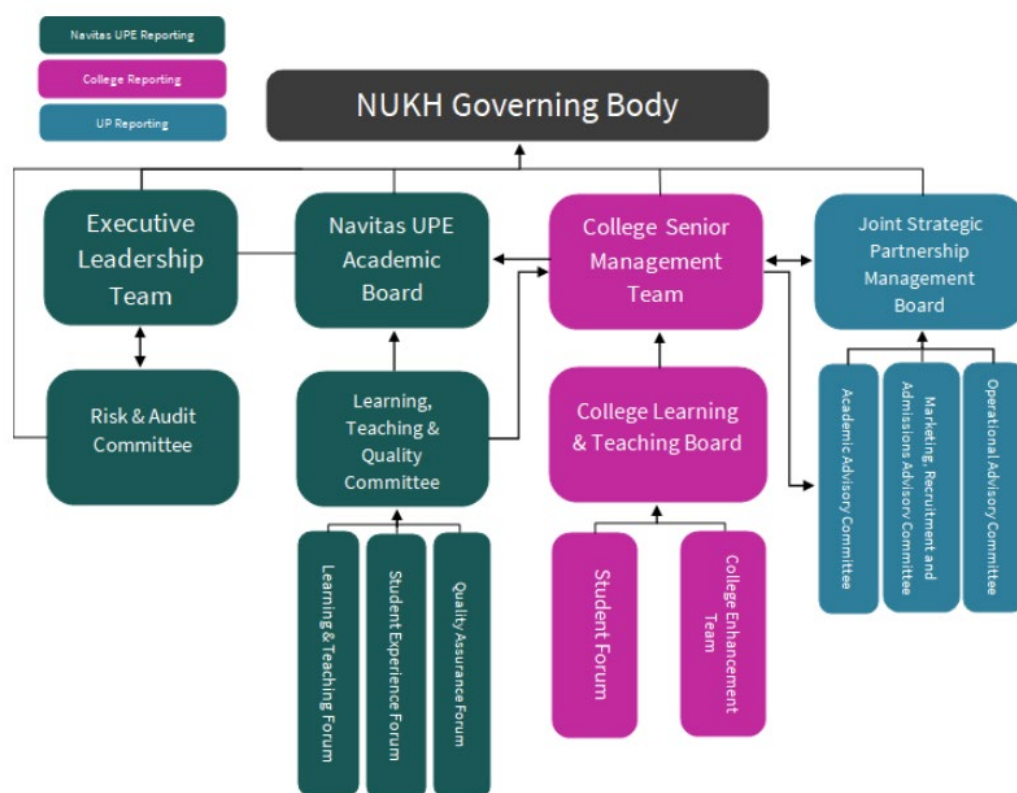 Navitas UPE Reporting
College Reporting
UP Reporting
NUKH Governing Body
Executive
Leadership
Team
Navitas UPE
Academic
Board
College Senior
Management
Team
Joint Strategic
Partnership
Management
Board
Risk & Audit
Committee
Learning,
Teaching &
Quality
Committee
College Learning
& Teaching Board
Academic Advisory Committee
Marketing, Recruitment and
Admissions Advisory Committee
Operational Advisory Committee
Learning & Teaching Forum
Student Experience Forum
Quality Assurance Forum
Student Forum
College Enhancement
Team